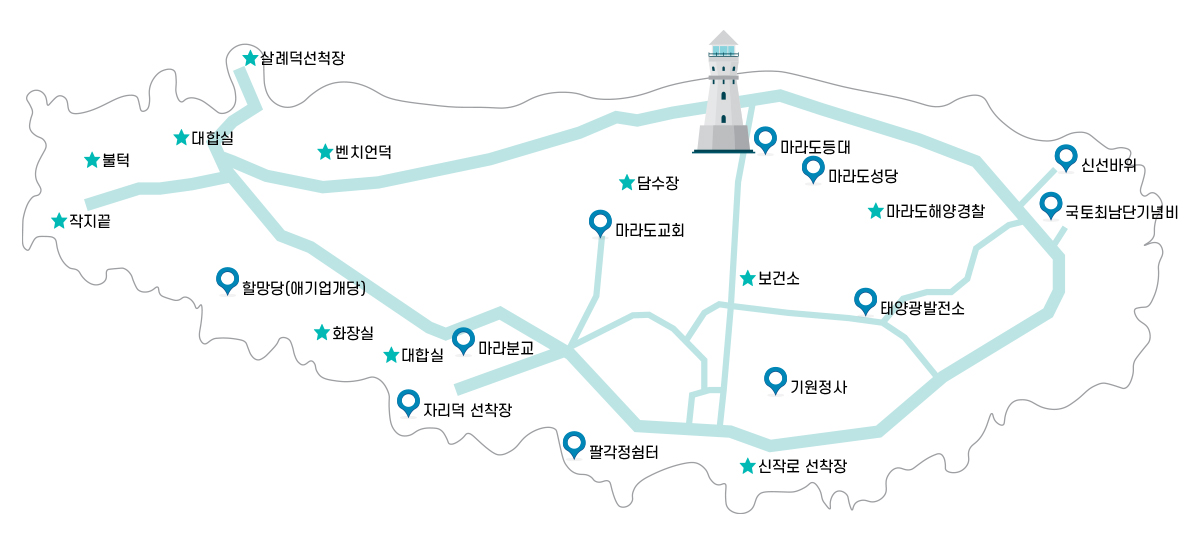 살레덕선척장
대합실
불턱
벤치언덕
작지끝
마라도등대
마라도성당
신선바위
담수장
마라도해양경찰
국토최남단기념비
마라도교회
할망당(애기업개당)
보건소
태양광발전소
화장실
대합실
마라분교
기원정사
자리덕 선착장
팔각정쉼터
신작로 선착장